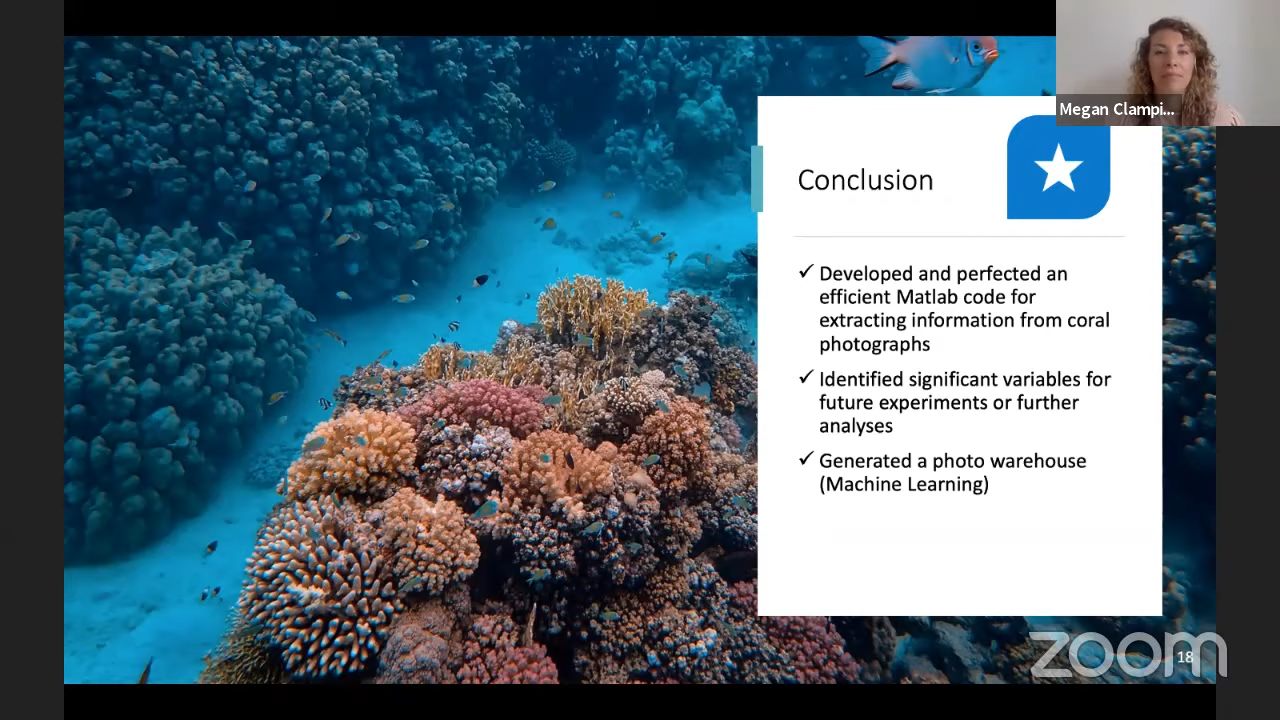 Megan Clampi...
Conclusion
✓ Developed and perfected an
efficient Matlab code for
extracting information from coral
photographs
✓ Identified significant variables for
future experiments or further
analyses
✓ Generated a photo warehouse
(Machine Learning)
zoom
18